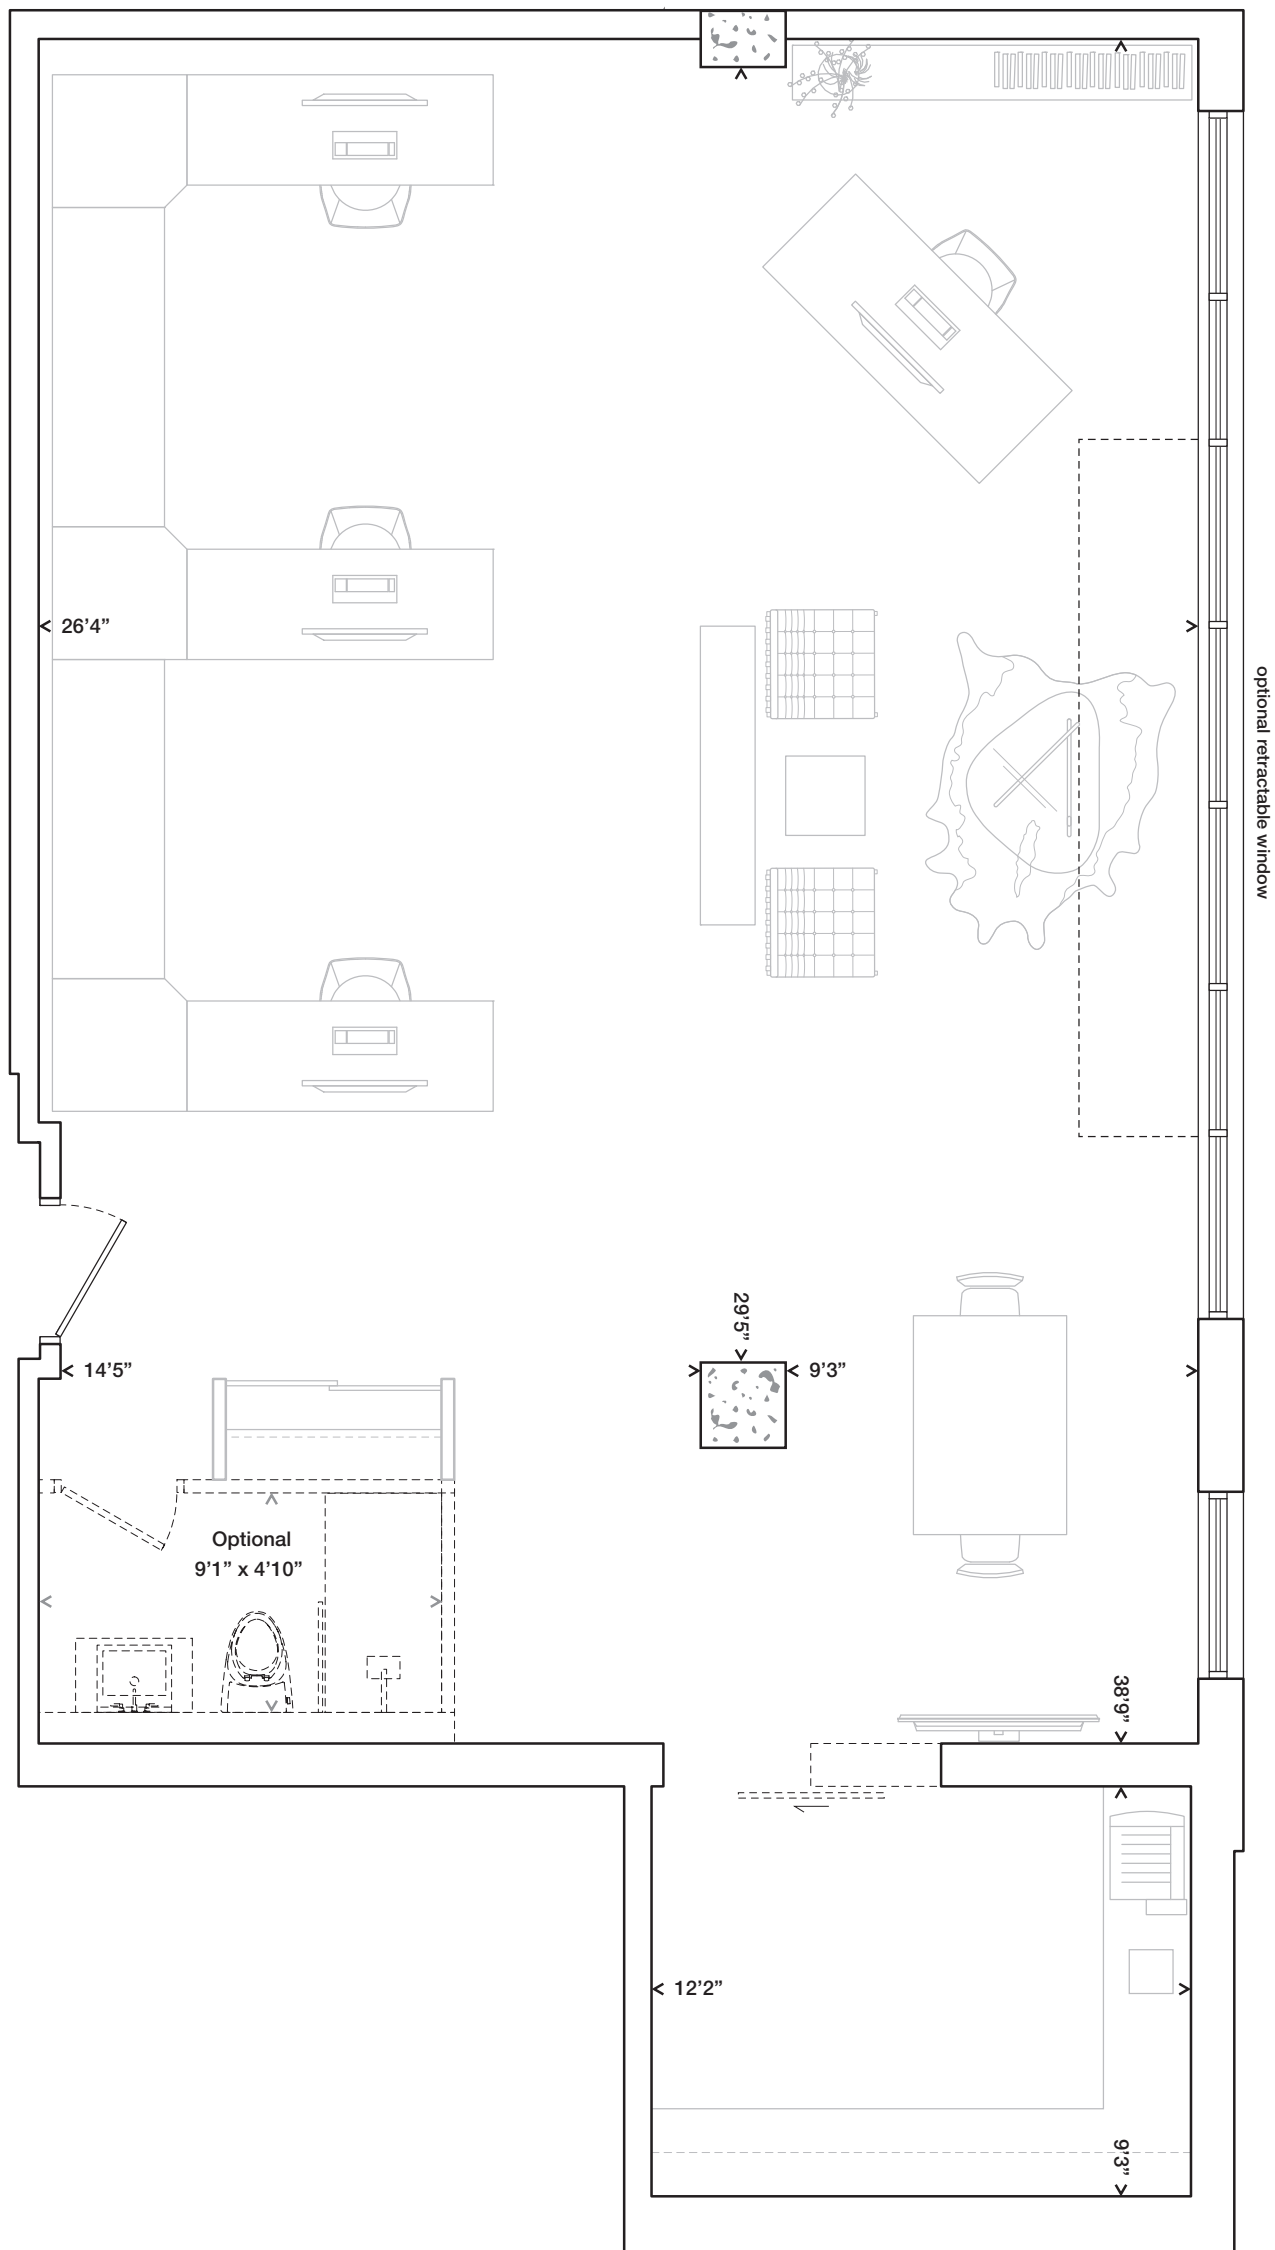 26’4”
optional retractable window
29’5”
14’5”
9’3”
Optional
9’1” x 4’10”
38’9”
12’2”
9’3”